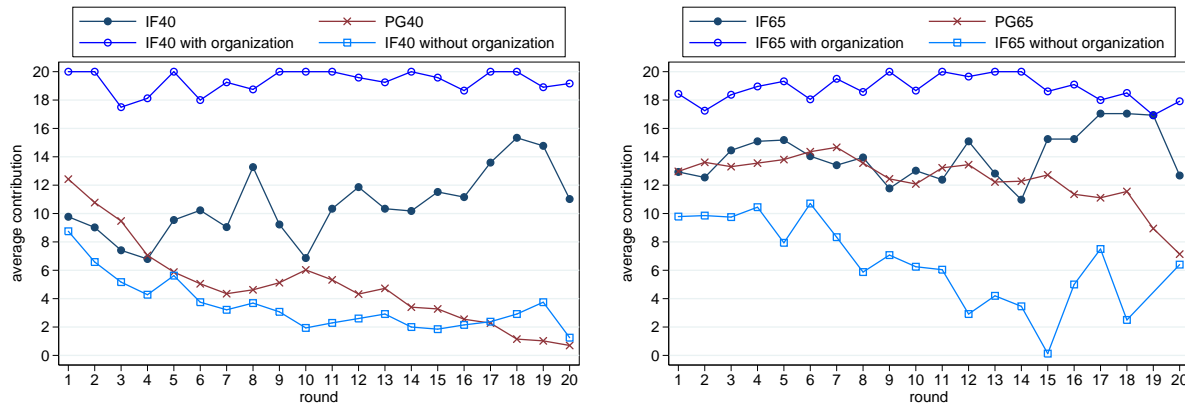 IF40 PG40
IF40 with organization IF40 without organization
20
18
16
14
12
10
8
6
4
2
0
average contribution
1 2 3 4 5 6 7 8 9 10 11 12 13 14 15 16 17 18 19 20
round
IF65 PG65
IF65 with organization IF65 without organization
20
18
16
14
12
10
8
6
4
2
0
average contribution
1 2 3 4 5 6 7 8 9 10 11 12 13 14 15 16 17 18 19 20
round